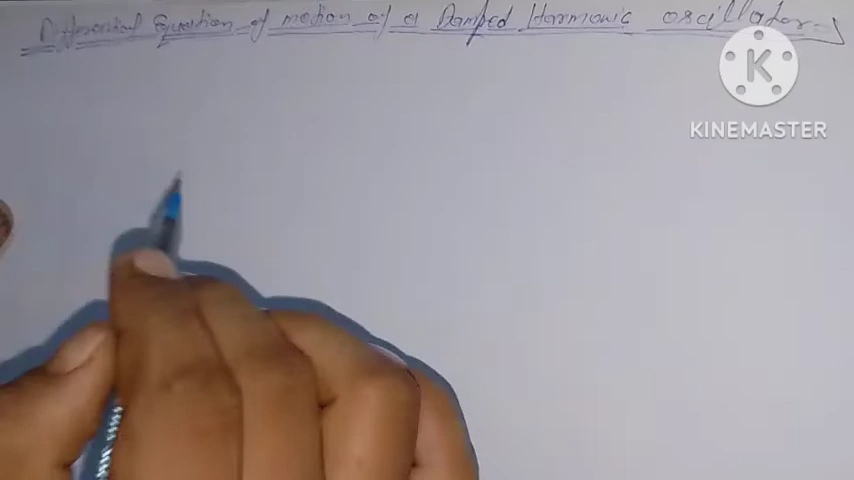 Differential Equation of motion of a Damped Harmonic oscillator
K
KINEMASTER